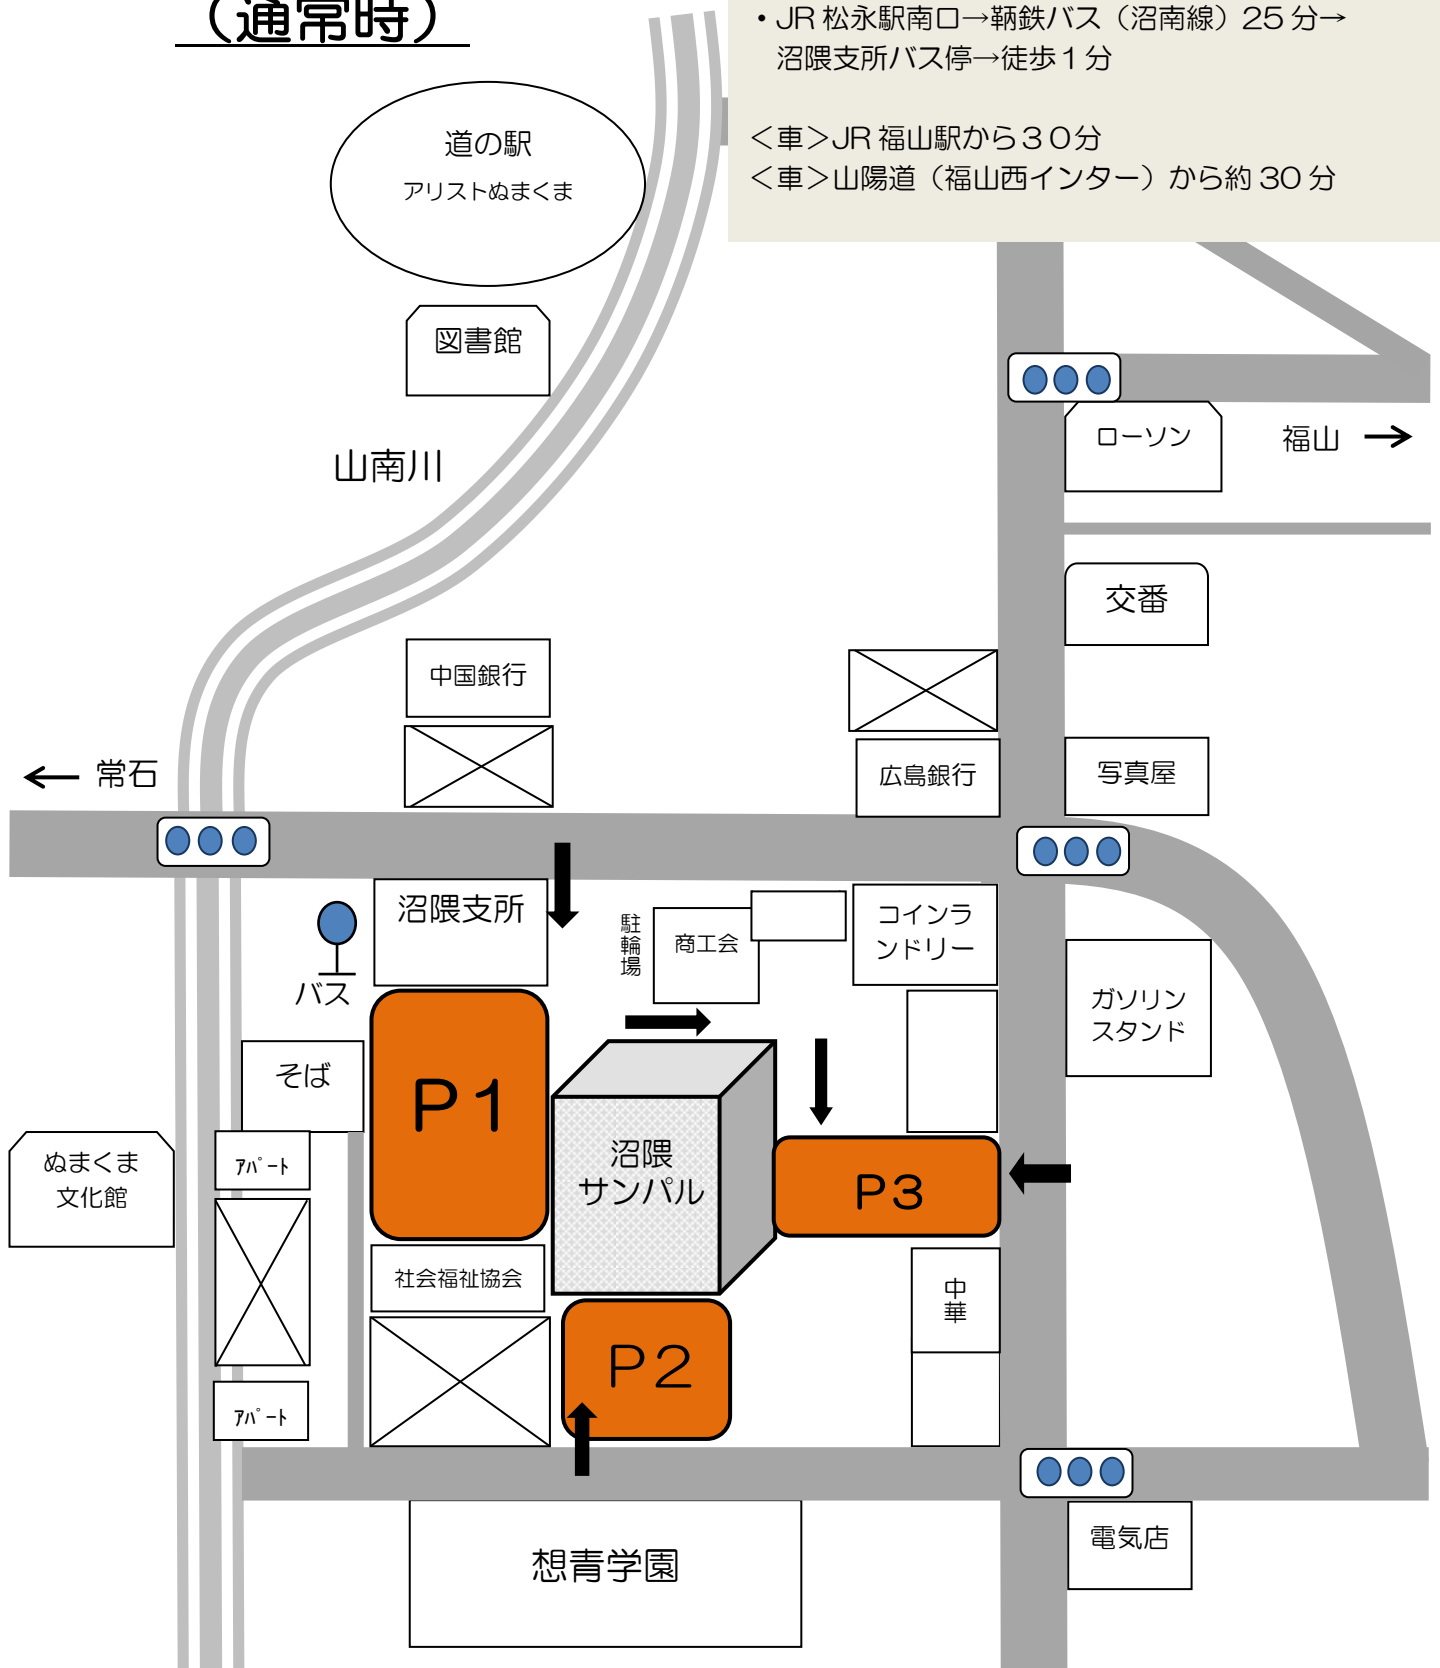 （通常時）
・JR 松永駅南口→鞆鉄バス（沼南線）25 分→
沼隈支所バス停→徒歩１分
＜車＞JR 福山駅から３０分
＜車＞山陽道（福山西インター）から約 30 分
道の駅
アリストぬまくま
図書館
ローソン
福山 →
山南川
交番
中国銀行
広島銀行
写真屋
← 常石
沼隈支所
駐輪場
商工会
コインラ
ンドリー
バス
ガソリン
スタンド
そば
P１
沼隈
サンパル
ぬまくま
文化館
ｱﾊﾟｰﾄ
P３
社会福祉協会
中華
P２
ｱﾊﾟｰﾄ
電気店
想青学園